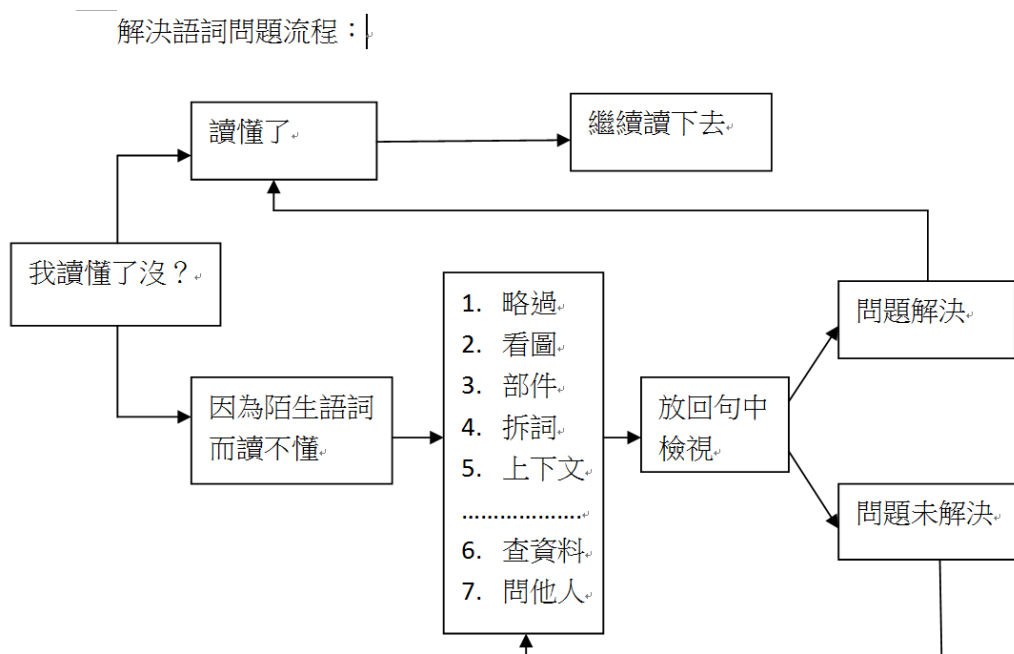 解決語詞問題流程：
讀懂了
繼續讀下去
我讀懂了沒？
因為陌生語詞
而讀不懂
1. 略過
2. 看圖
3. 部件
4. 拆詞
5. 上下文
………………….
6. 查資料
7. 問他人
放回句中
檢視
問題解決
問題未解決